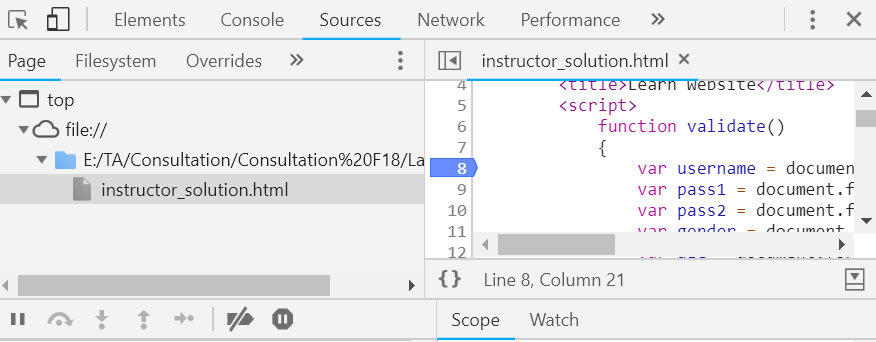 Elements Console Sources Network Performance »
Page Filesystem Overrides »
instructor_solution.html ×
top
file://
E:/TA/Consultation/Consultation%20F18/La
instructor_solution.html
4 <title>Learn Website</title>
5 <script>
6 function validate()
7 {
8 var username = documen
9 var pass1 = document.f
10 var pass2 = document.f
11 var gender = document.
12
{} Line 8, Column 21
Scope Watch